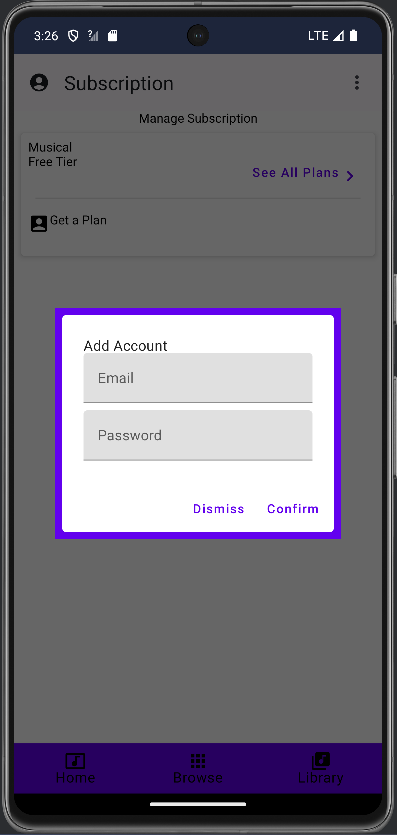 3:26
LTE
Subscription
Manage Subscription
Musical
Free Tier
See All Plans
Get a Plan
Add Account
Email
Password
Dismiss Confirm
Home Browse Library